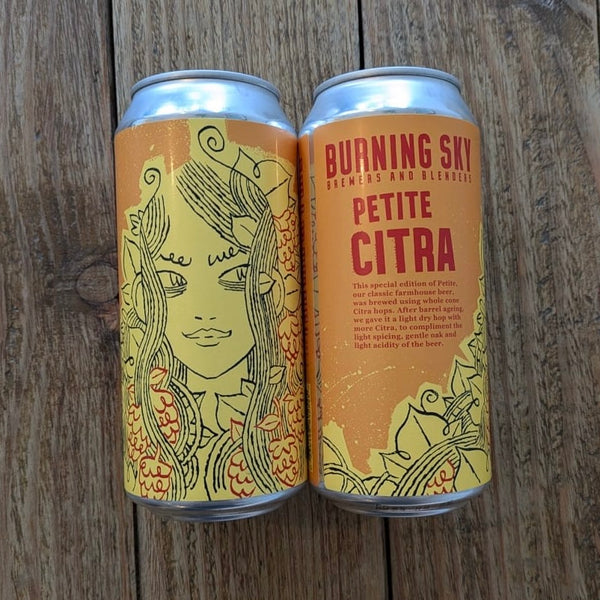 BURNING SKY
BREWERS AND BLENDERS
PETITE
CITRA
This special edition of Petite,
our classic farmhouse beer,
was brewed using whole cone
Citra hops. After barrel ageing,
we gave it a light dry hop with
more Citra, to compliment the
light spicing, gentle oak and
light acidity of the beer.